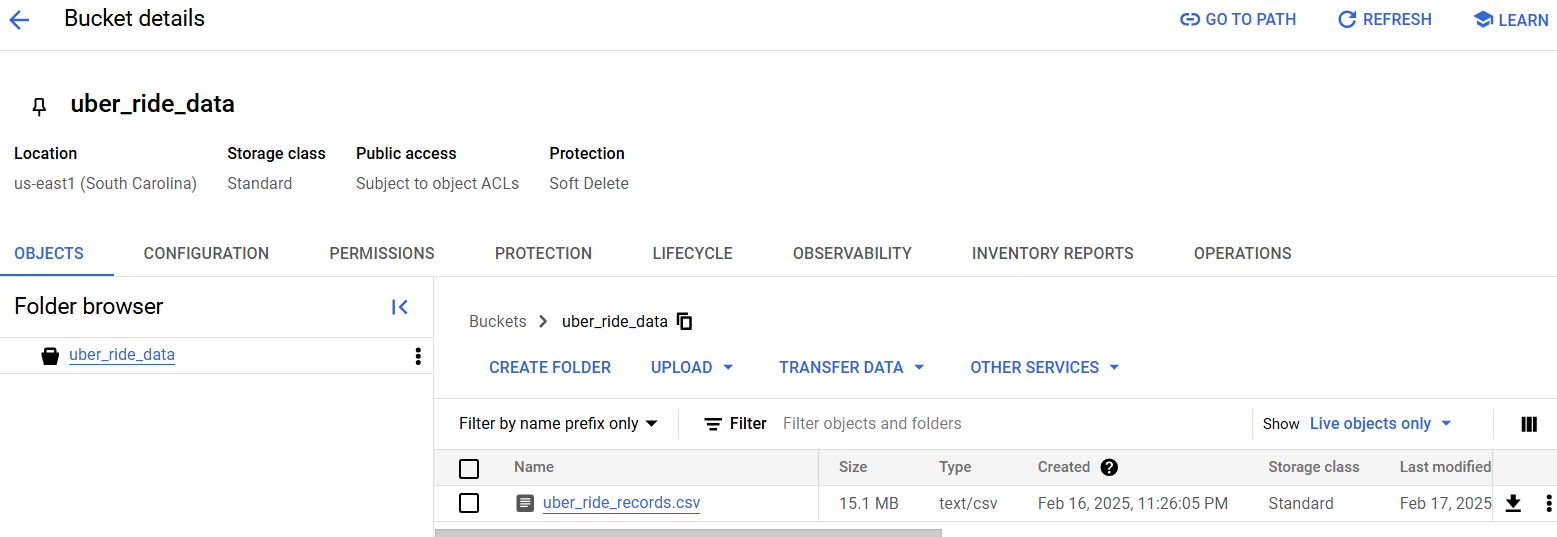 Bucket details
GO TO PATH
REFRESH
LEARN
uber_ride_data
Location Storage class Public access Protection
us-east1 (South Carolina) Standard Subject to object ACLs Soft Delete
OBJECTS CONFIGURATION PERMISSIONS PROTECTION LIFECYCLE OBSERVABILITY INVENTORY REPORTS OPERATIONS
Folder browser
uber_ride_data
Buckets uber_ride_data
CREATE FOLDER UPLOAD TRANSFER DATA OTHER SERVICES
Filter by name prefix only Filter Filter objects and folders Show Live objects only
Name Size Type Created Storage class Last modified
uber_ride_records.csv 15.1 MB text/csv Feb 16, 2025, 11:26:05 PM Standard Feb 17, 2025